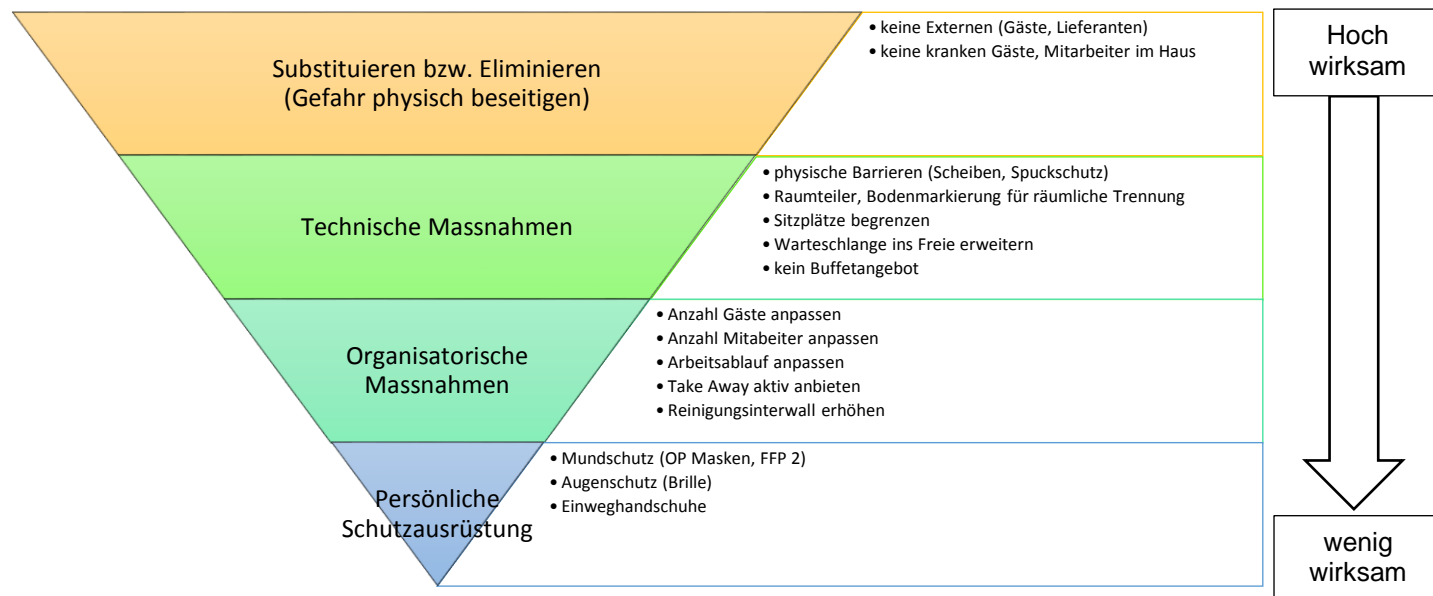 Substituieren bzw. Eliminieren
(Gefahr physisch beseitigen)
• keine Externen (Gäste, Lieferanten)
• keine kranken Gäste, Mitarbeiter im Haus
Hoch
wirksam
Technische Massnahmen
• physische Barrieren (Scheiben, Spuckschutz)
• Raumteiler, Bodenmarkierung für räumliche Trennung
• Sitzplätze begrenzen
• Warteschlange ins Freie erweitern
• kein Buffetangebot
Organisatorische
Massnahmen
• Anzahl Gäste anpassen
• Anzahl Mitabeiter anpassen
• Arbeitsablauf anpassen
• Take Away aktiv anbieten
• Reinigungsinterwall erhöhen
Persönliche
Schutzausrüstung
• Mundschutz (OP Masken, FFP 2)
• Augenschutz (Brille)
• Einweghandschuhe
wenig
wirksam